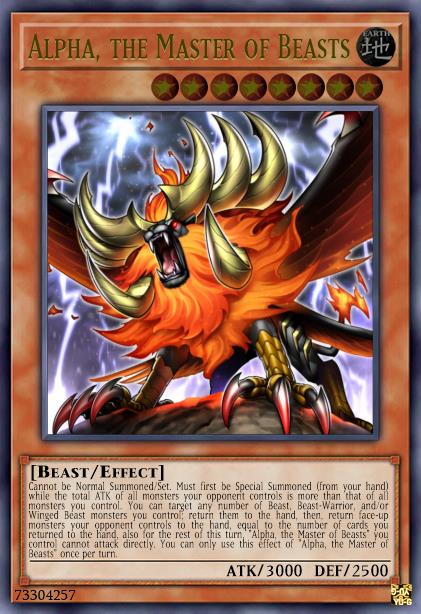 ALPHA, THE MASTER OF BEASTS
EARTH
地
[BEAST/EFFECT]
Cannot be Normal Summoned/Set. Must first be Special Summoned (from your hand)
while the total ATK of all monsters your opponent controls is more than that of all
monsters you control. You can target any number of Beast, Beast-Warrior, and/or
Winged Beast monsters you control; return them to the hand, then, return face-up
monsters your opponent controls to the hand, equal to the number of cards you
returned to the hand, also for the rest of this turn, "Alpha, the Master of Beasts" you
control cannot attack directly. You can only use this effect of "Alpha, the Master of
Beasts" once per turn.
ATK/3000 DEF/2500
73304257